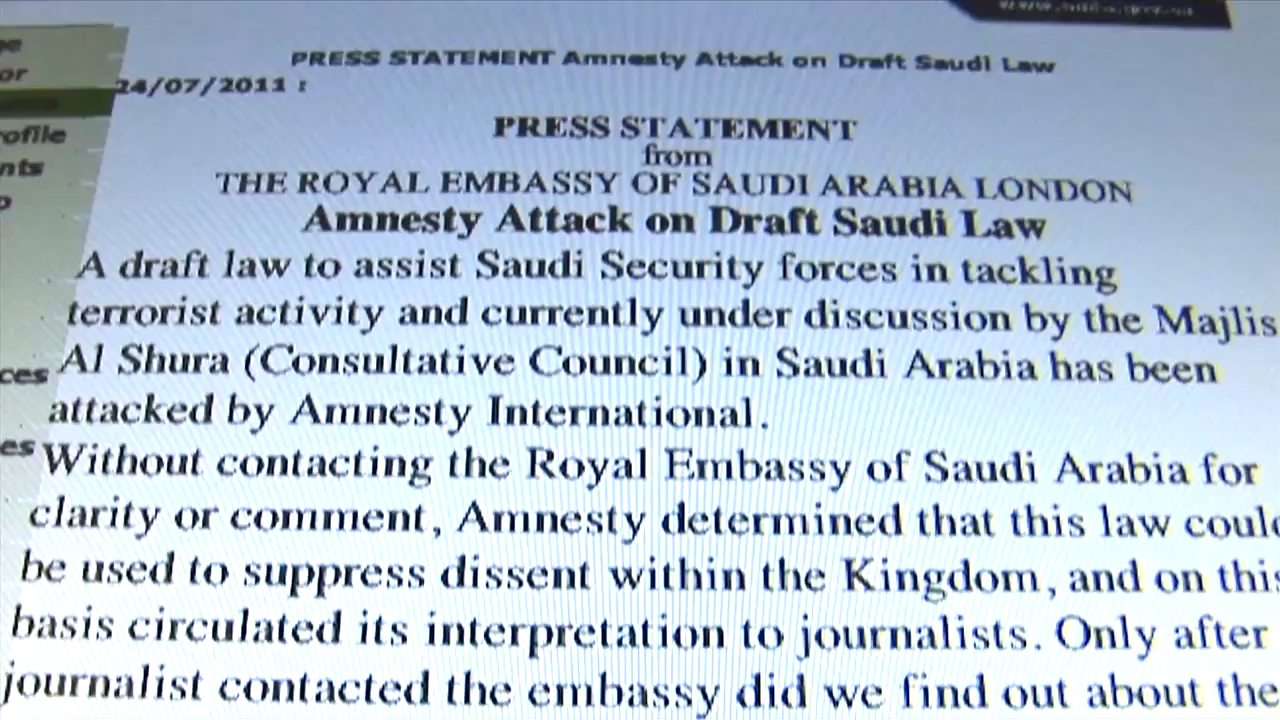 PRESS STATEMENT Amnesty Attack on Draft Saudi Law
24/07/2011 :
PRESS STATEMENT
from
THE ROYAL EMBASSY OF SAUDI ARABIA LONDON
Amnesty Attack on Draft Saudi Law
A draft law to assist Saudi Security forces in tackling
terrorist activity and currently under discussion by the Majlis
Al Shura (Consultative Council) in Saudi Arabia has been
attacked by Amnesty International.
Without contacting the Royal Embassy of Saudi Arabia for
clarity or comment, Amnesty determined that this law could
be used to suppress dissent within the Kingdom, and on this
basis circulated its interpretation to journalists. Only after
journalist contacted the embassy did we find out about the
or
ofile
nts
ces
es